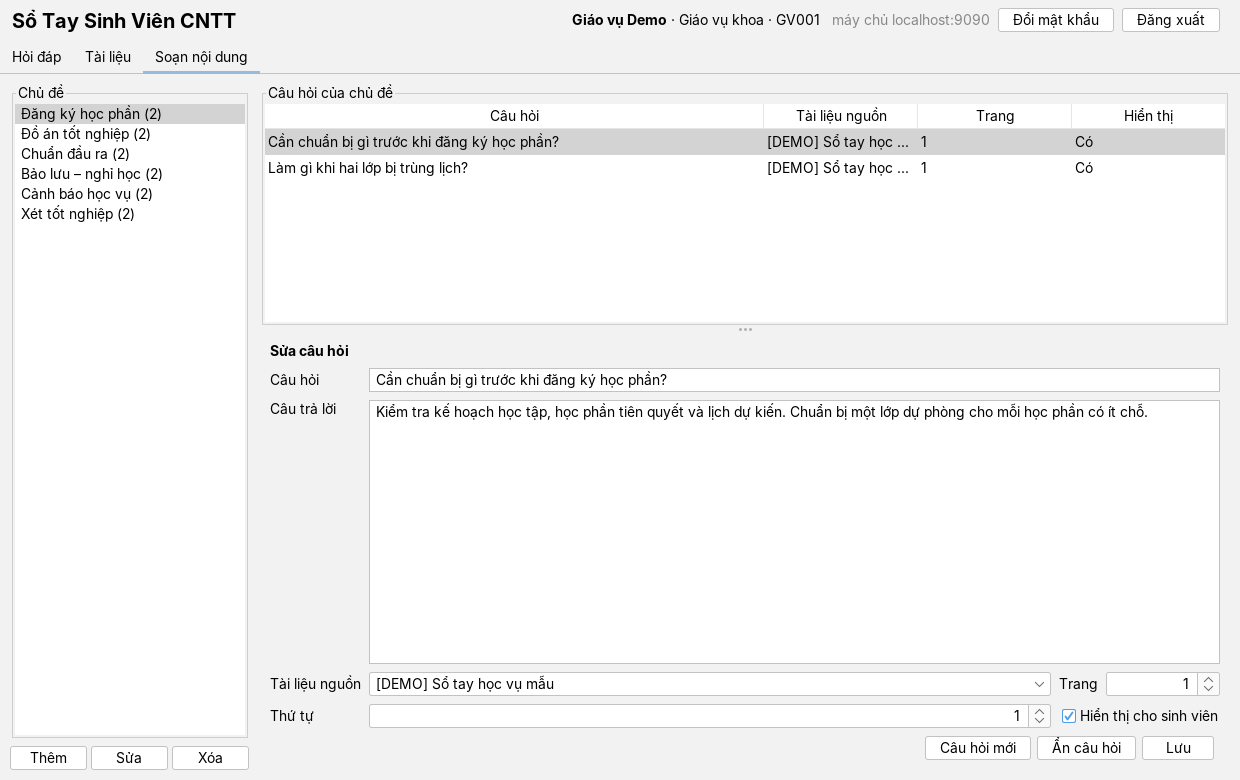 Sổ Tay Sinh Viên CNTT
Giáo vụ Demo · Giáo vụ khoa · GV001 máy chủ localhost:9090 Đổi mật khẩu Đăng xuất
Hỏi đáp Tài liệu Soạn nội dung
Chủ đề
Đăng ký học phần (2)
Đồ án tốt nghiệp (2)
Chuẩn đầu ra (2)
Bảo lưu – nghỉ học (2)
Cảnh báo học vụ (2)
Xét tốt nghiệp (2)
Thêm Sửa Xóa
Câu hỏi của chủ đề
Câu hỏi Tài liệu nguồn Trang Hiển thị
Cần chuẩn bị gì trước khi đăng ký học phần? [DEMO] Sổ tay học ... 1 Có
Làm gì khi hai lớp bị trùng lịch? [DEMO] Sổ tay học ... 1 Có
Sửa câu hỏi
Câu hỏi Cần chuẩn bị gì trước khi đăng ký học phần?
Câu trả lời Kiểm tra kế hoạch học tập, học phần tiên quyết và lịch dự kiến. Chuẩn bị một lớp dự phòng cho mỗi học phần có ít chỗ.
Tài liệu nguồn [DEMO] Sổ tay học vụ mẫu Trang 1
Thứ tự 1 Hiển thị cho sinh viên
Câu hỏi mới Ẩn câu hỏi Lưu